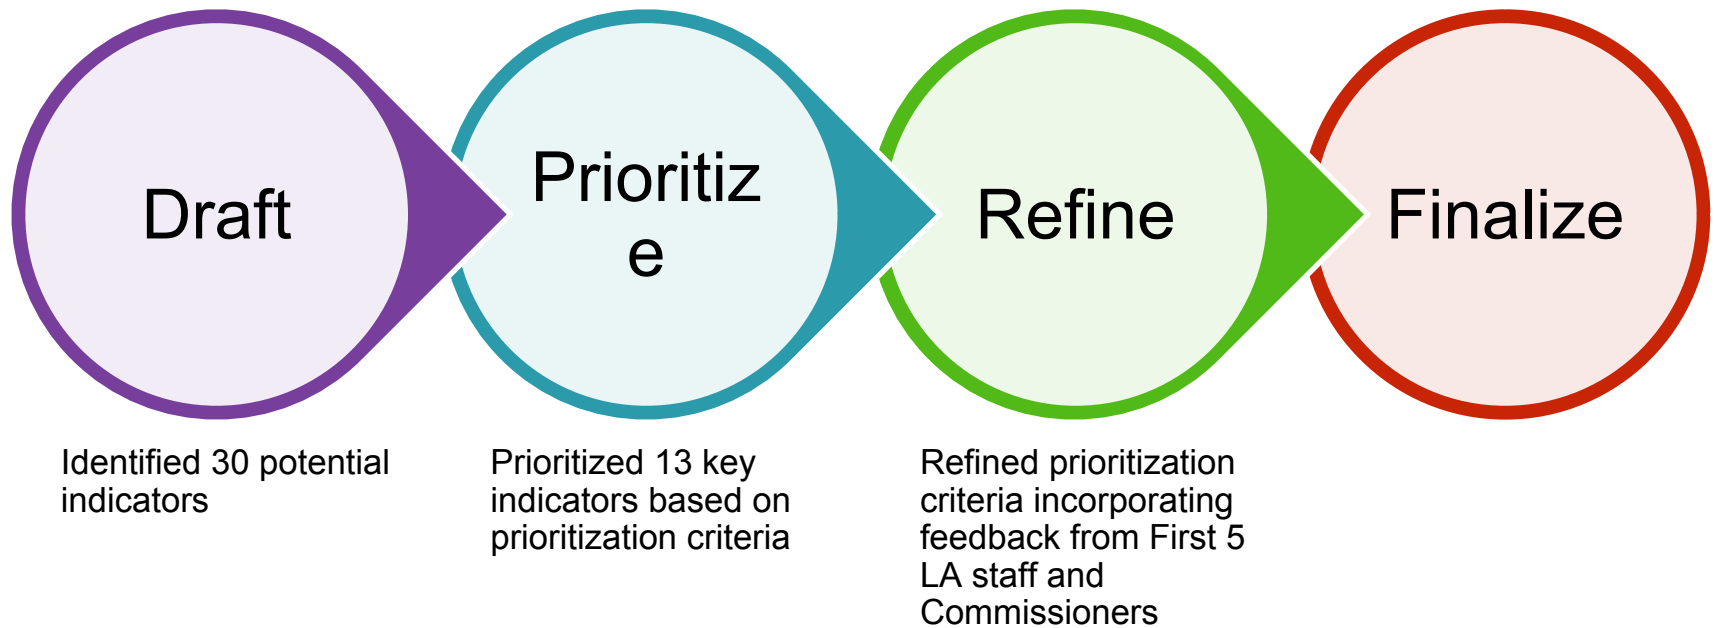 Draft
Prioritiz
e
Refine
Finalize
Identified 30 potential
indicators
Prioritized 13 key
indicators based on
prioritization criteria
Refined prioritization
criteria incorporating
feedback from First 5
LA staff and
Commissioners